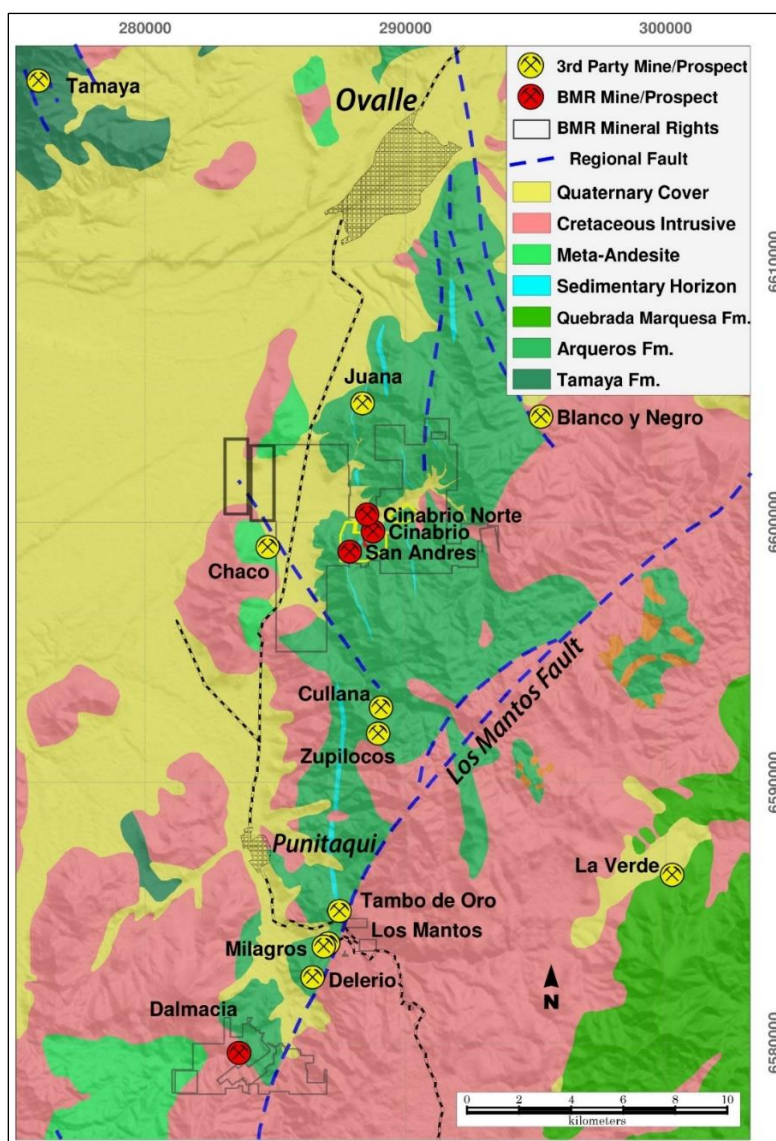 280000
290000
300000
Tamaya
Ovalle
3rd Party Mine/Prospect
BMR Mine/Prospect
BMR Mineral Rights
Regional Fault
Quaternary Cover
Cretaceous Intrusive
Meta-Andesite
Sedimentary Horizon
Quebrada Marquesa Fm.
Arqueros Fm.
Tamaya Fm.
6610000
Juana
Blanco y Negro
Cinabrio Norte
Cinabrio
San Andres
6600000
Chaco
Los Mantos Fault
Cullana
Zupilocos
6590000
Punitaqui
La Verde
Tambo de Oro
Los Mantos
Milagros
Delerio
N
Dalmacia
6580000
0 2 4 6 8 10
kilometers